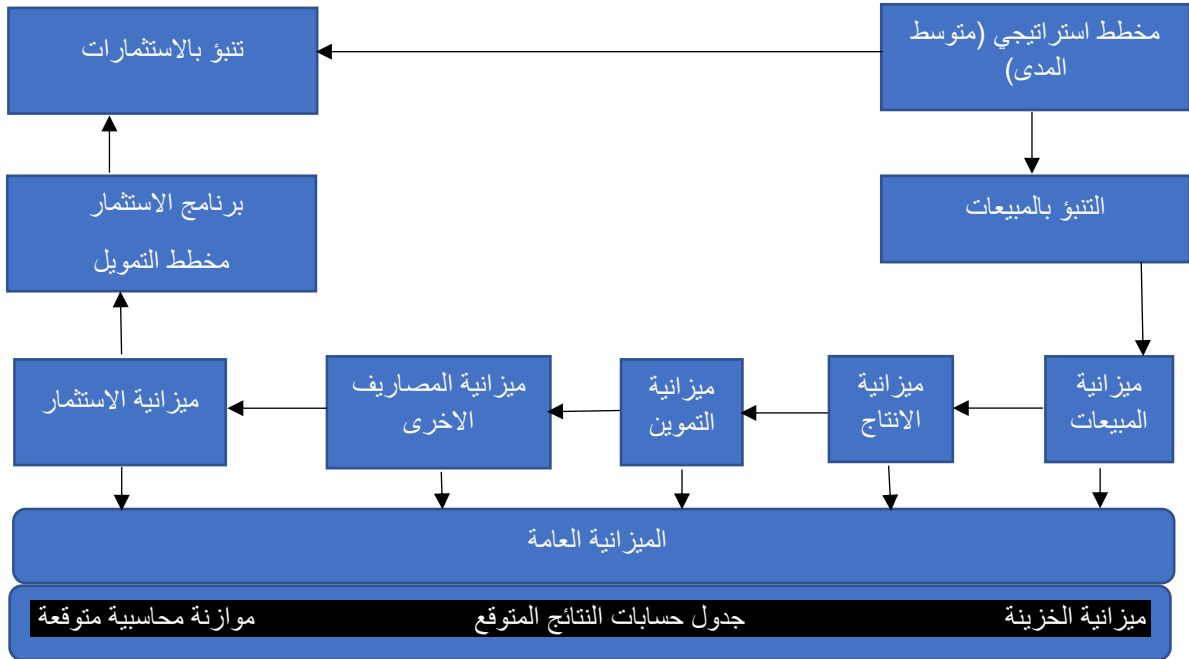 مخطط استراتيجي (متوسط
المدى)
تنبؤ بالاستثمارات
التنبؤ بالمبيعات
برنامج الاستثمار
مخطط التمويل
ميزانية
المبيعات
ميزانية
الانتاج
ميزانية
التموين
ميزانية المصاريف
الاخرى
ميزانية الاستثمار
الميزانية العامة
ميزانية الخزينة جدول حسابات النتائج المتوقع موازنة محاسبية متوقعة